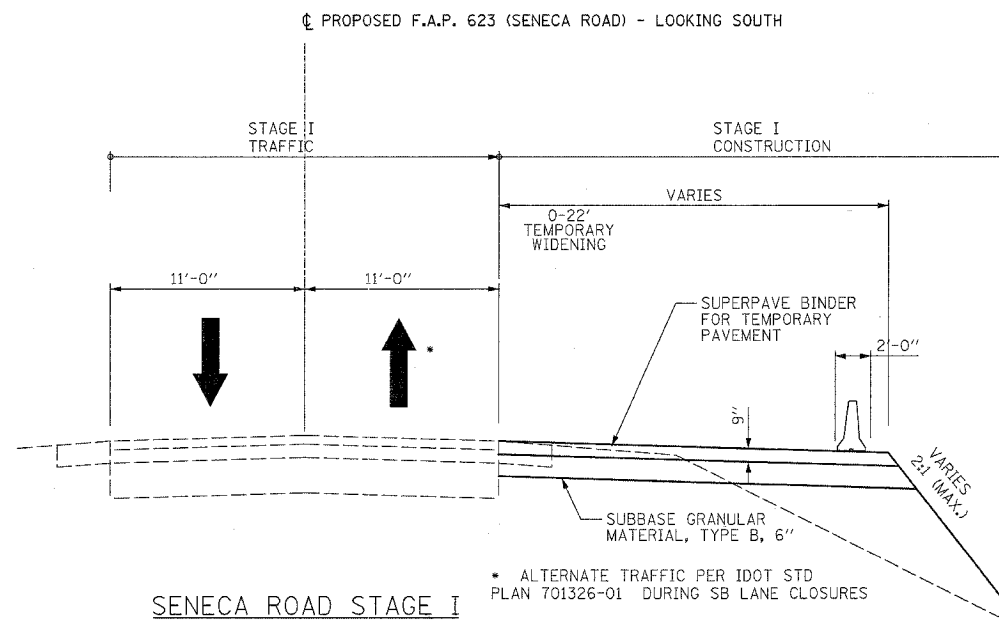 ℄ PROPOSED F.A.P. 623 (SENECA ROAD) - LOOKING SOUTH
STAGE I
TRAFFIC
STAGE I
CONSTRUCTION
VARIES
0-22'
TEMPORARY
WIDENING
11'-0"
11'-0"
SUPERPAVE BINDER
FOR TEMPORARY
PAVEMENT
2'-0"
*
9"
VARIES
2:1 (MAX.)
SUBBASE GRANULAR
MATERIAL, TYPE B, 6"
* ALTERNATE TRAFFIC PER IDOT STD
PLAN 701326-01 DURING SB LANE CLOSURES
SENECA ROAD STAGE I